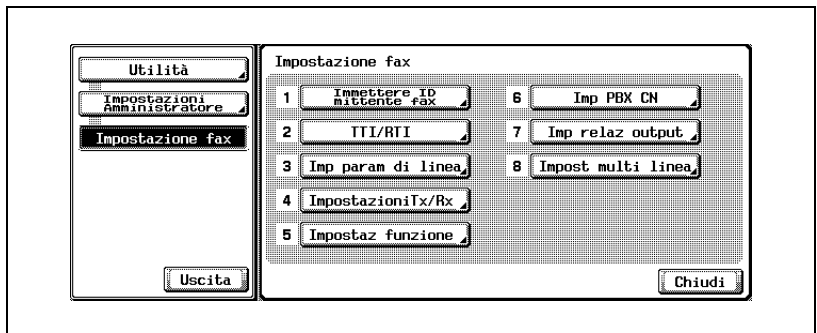 Utilità
Impostazioni
Amministratore
Impostazione fax
Uscita
Impostazione fax
1 Immettere ID
mittente fax
2 TTI/RTI
3 Imp param di linea
4 ImpostazioniTx/Rx
5 Impostaz funzione
6 Imp PBX CN
7 Imp relaz output
8 Impost multi linea
Chiudi